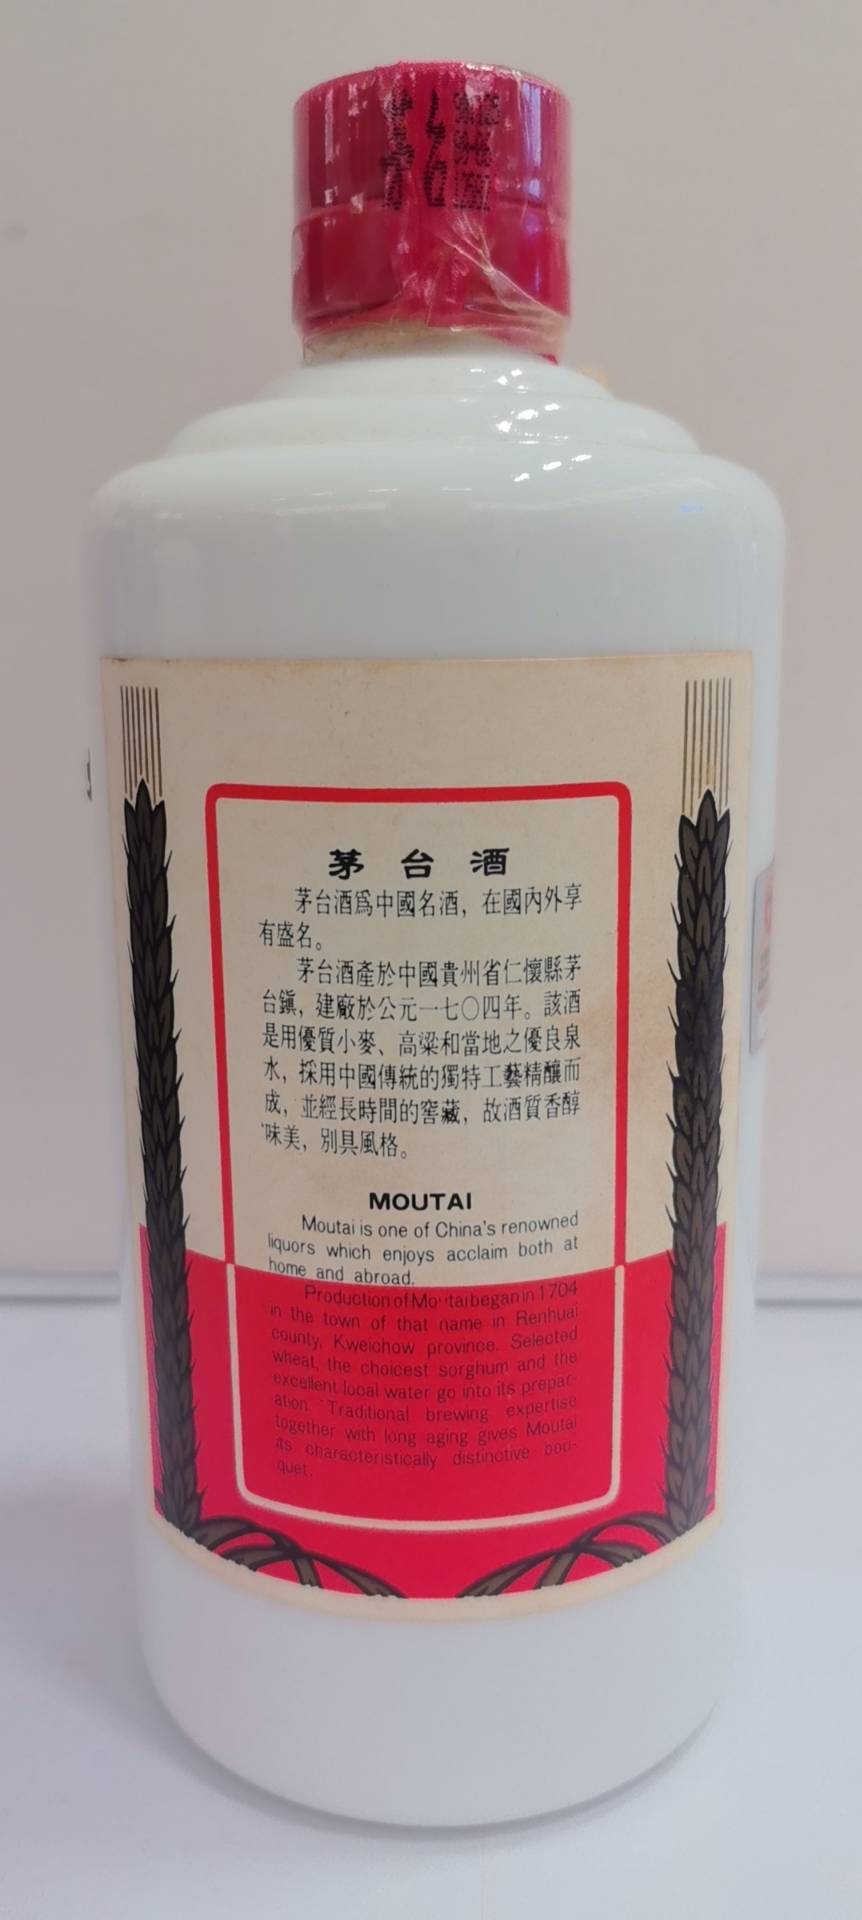 茅台酒
茅台酒爲中國名酒，在國內外享
有盛名。
茅台酒產於中國貴州省仁懷縣茅
台鎭，建廠於公元一七〇四年。該酒
是用優質小麥、高粱和當地之優良泉
水，採用中國傳統的獨特工藝精釀而
成，並經長時間的窖藏，故酒質香醇
味美，別具風格。
MOUTAI
Moutai is one of China's renowned
liquors which enjoys acclaim both at
home and abroad.
Production of Moutai began in 1704
in the town of that name in Renhuai
county, Kweichow province. Selected
wheat, the choicest sorghum and the
excellent local water go into its prepar-
ation. Traditional brewing expertise
together with long aging gives Moutai
its characteristically distinctive bou-
quet.